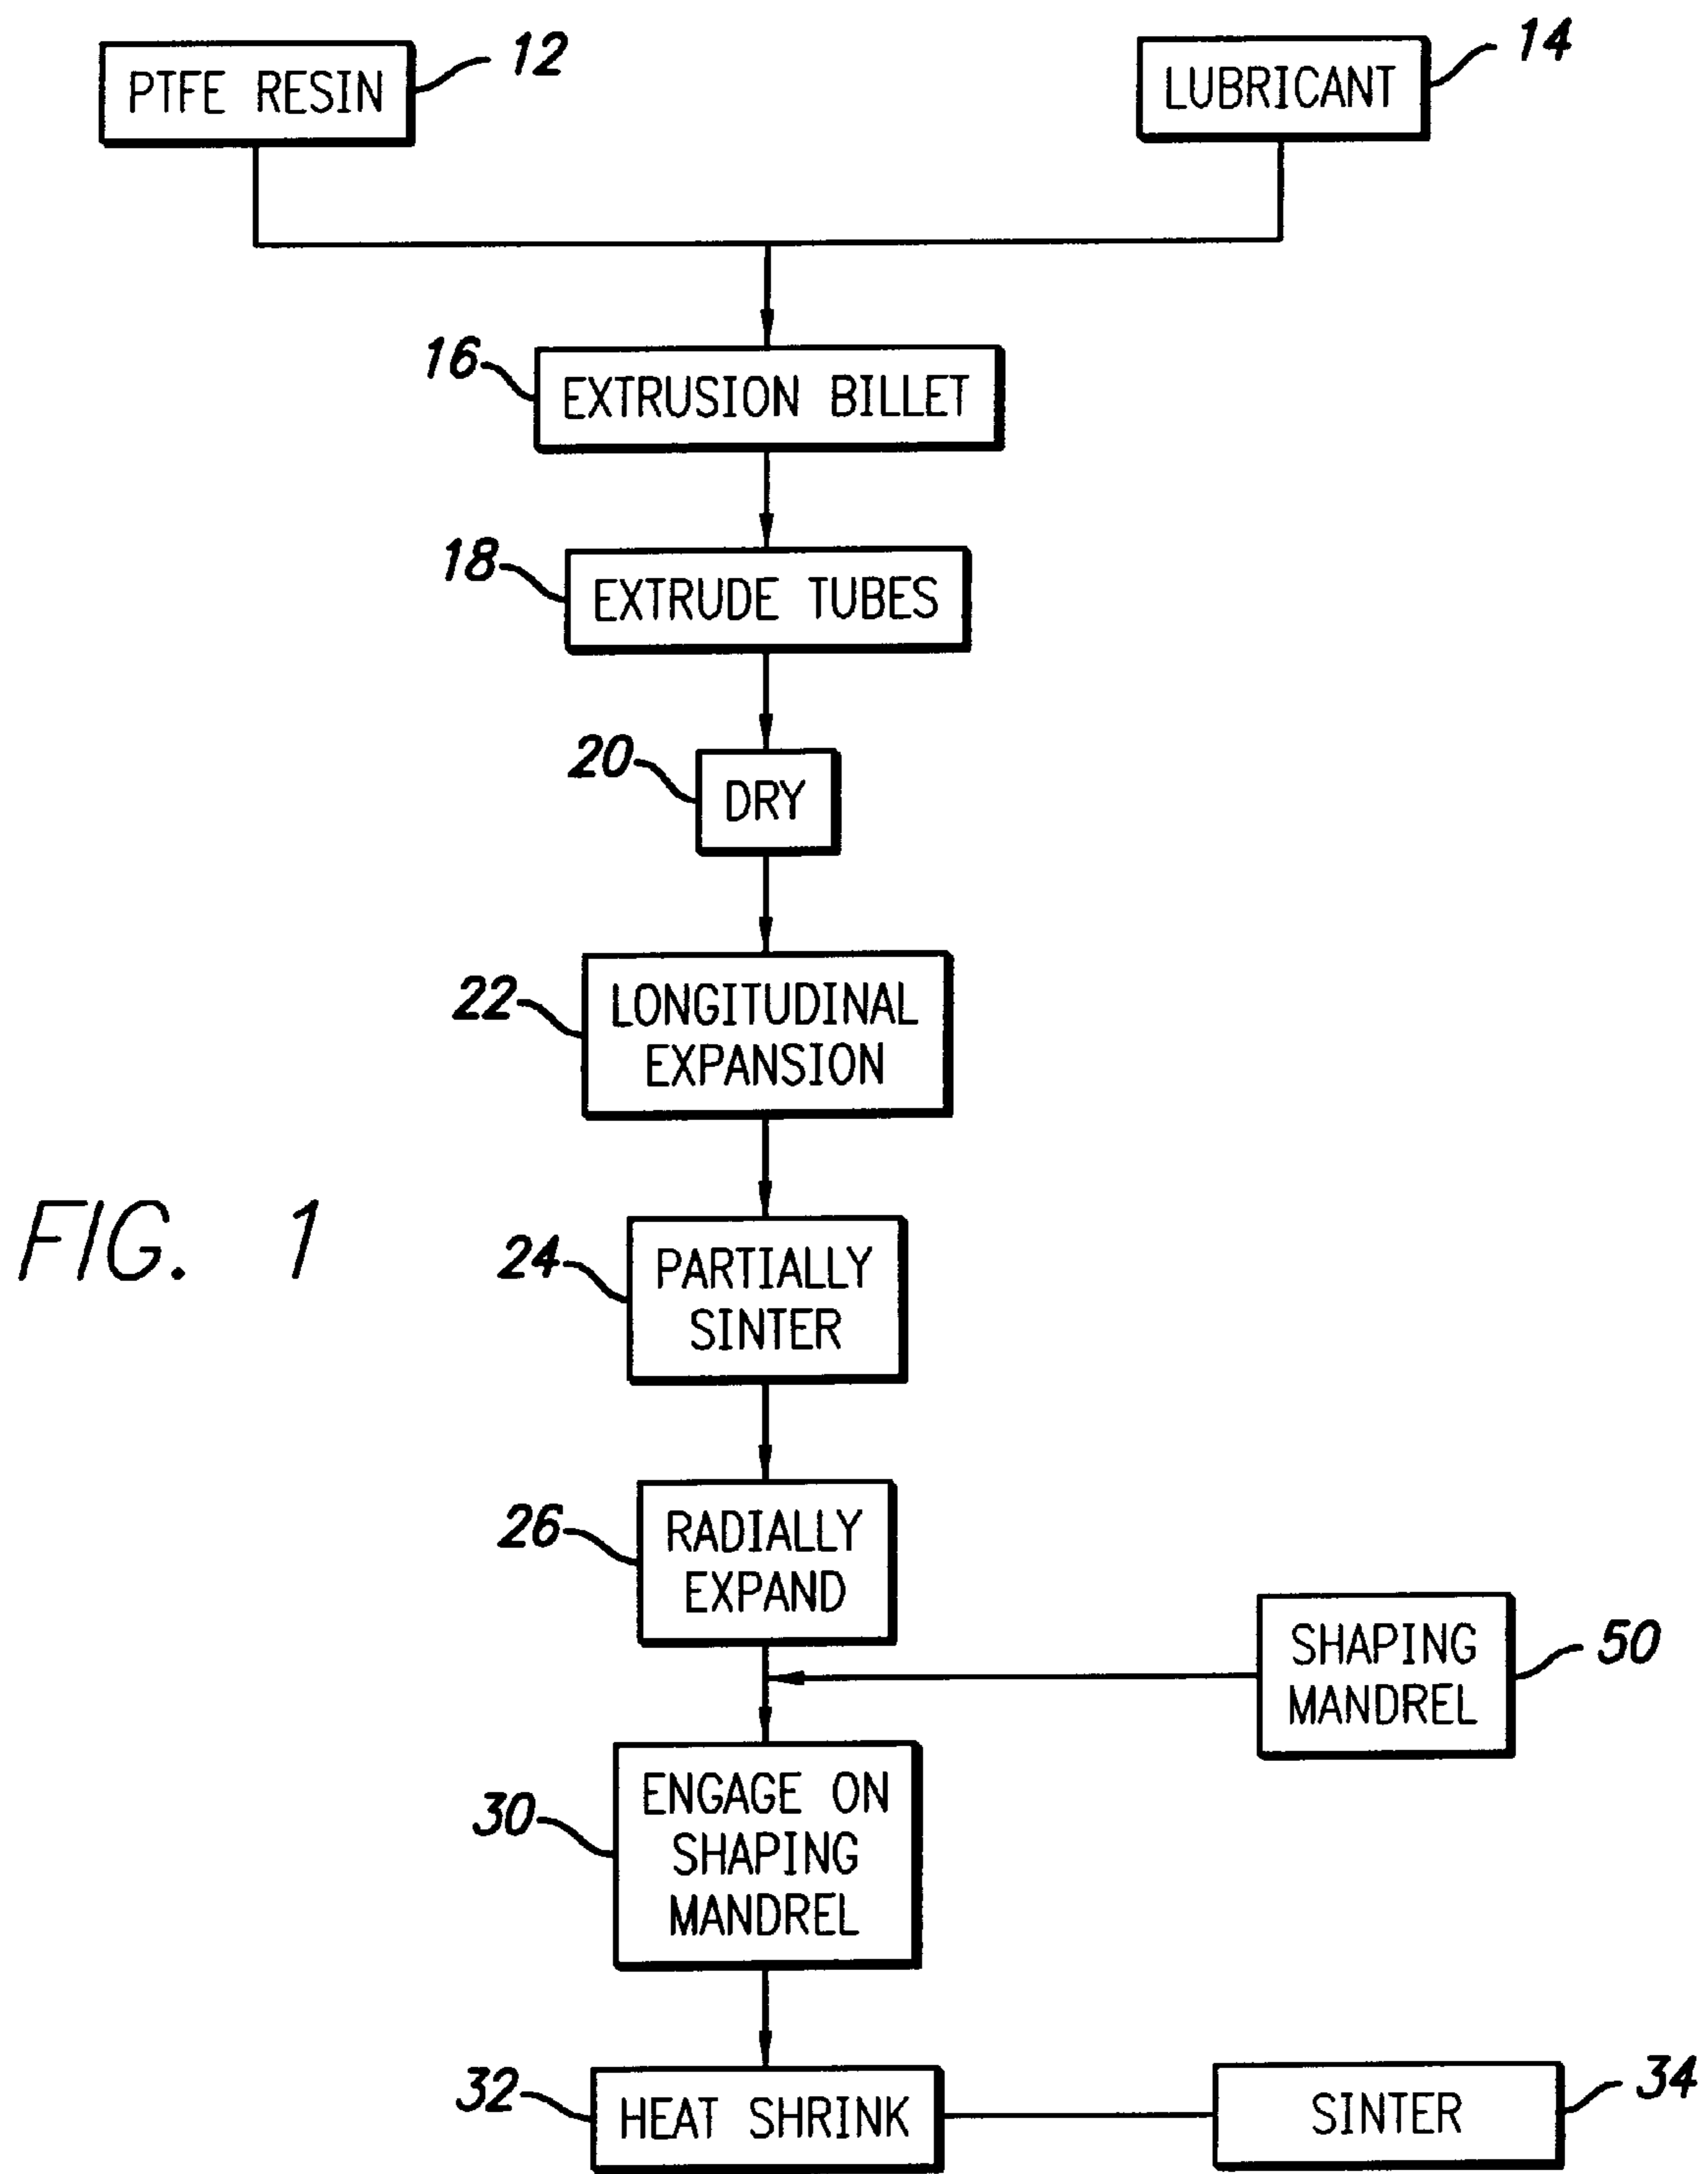 12
PTFE RESIN
14
LUBRICANT
16
EXTRUSION BILLET
18
EXTRUDE TUBES
20
DRY
22
LONGITUDINAL
EXPANSION
FIG. 1
24
PARTIALLY
SINTER
26
RADIALLY
EXPAND
50
SHAPING
MANDREL
30
ENGAGE ON
SHAPING
MANDREL
32
HEAT SHRINK
34
SINTER